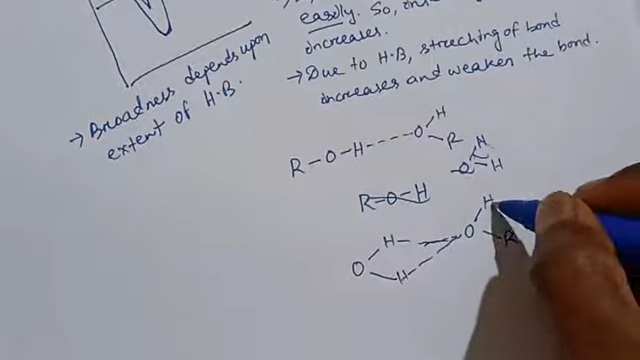 easily. So,
increases.
→ Due to H.B, streching of bond
increases and weaken the bond.
→ Broadness depends upon
extent of H.B.
R-O-H----O-H
R
H
O=H
R=O-H
H
O
H
O
H
R